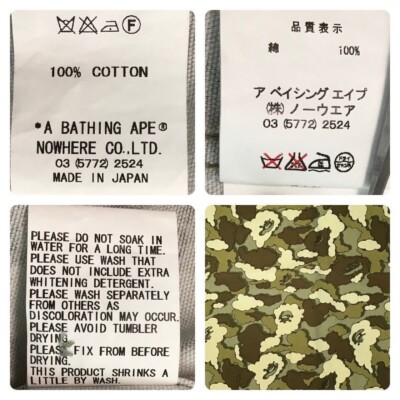 F
100% COTTON
*A BATHING APE®
NOWHERE CO.,LTD.
03 (5772) 2524
MADE IN JAPAN
品質表示
綿 100%
ア ベイシング エイプ
㈱ ノーウエア
03 (5772) 2524
PLEASE DO NOT SOAK IN
WATER FOR A LONG TIME.
PLEASE USE WASH THAT
DOES NOT INCLUDE EXTRA
WHITENING DETERGENT.
PLEASE WASH SEPARATELY
FROM OTHERS AS
DISCOLORATION MAY OCCUR.
PLEASE AVOID TUMBLER
DRYING.
PLEASE FIX FROM BEFORE
DRYING.
THIS PRODUCT SHRINKS A
LITTLE BY WASH.